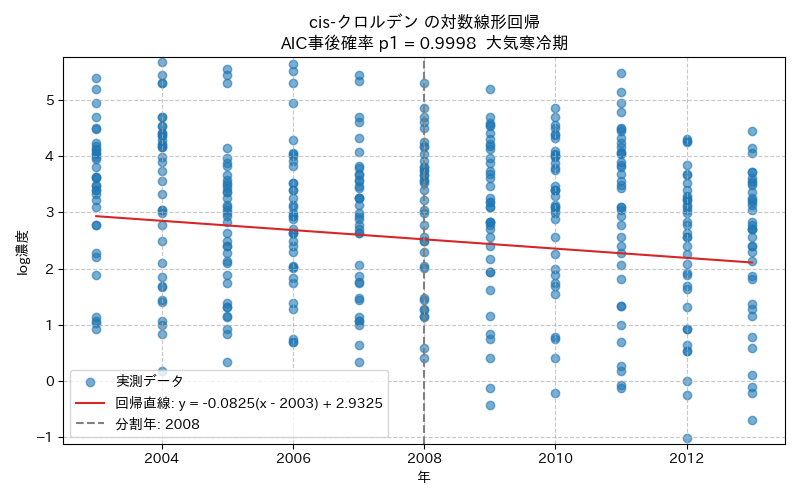 cis-クロルデン の対数線形回帰
AIC事後確率 p1 = 0.9998 大気寒冷期
log濃度
5
4
3
2
1
0
−1
実測データ
回帰直線: y = -0.0825(x - 2003) + 2.9325
分割年: 2008
2004
2006
2008
2010
2012
年